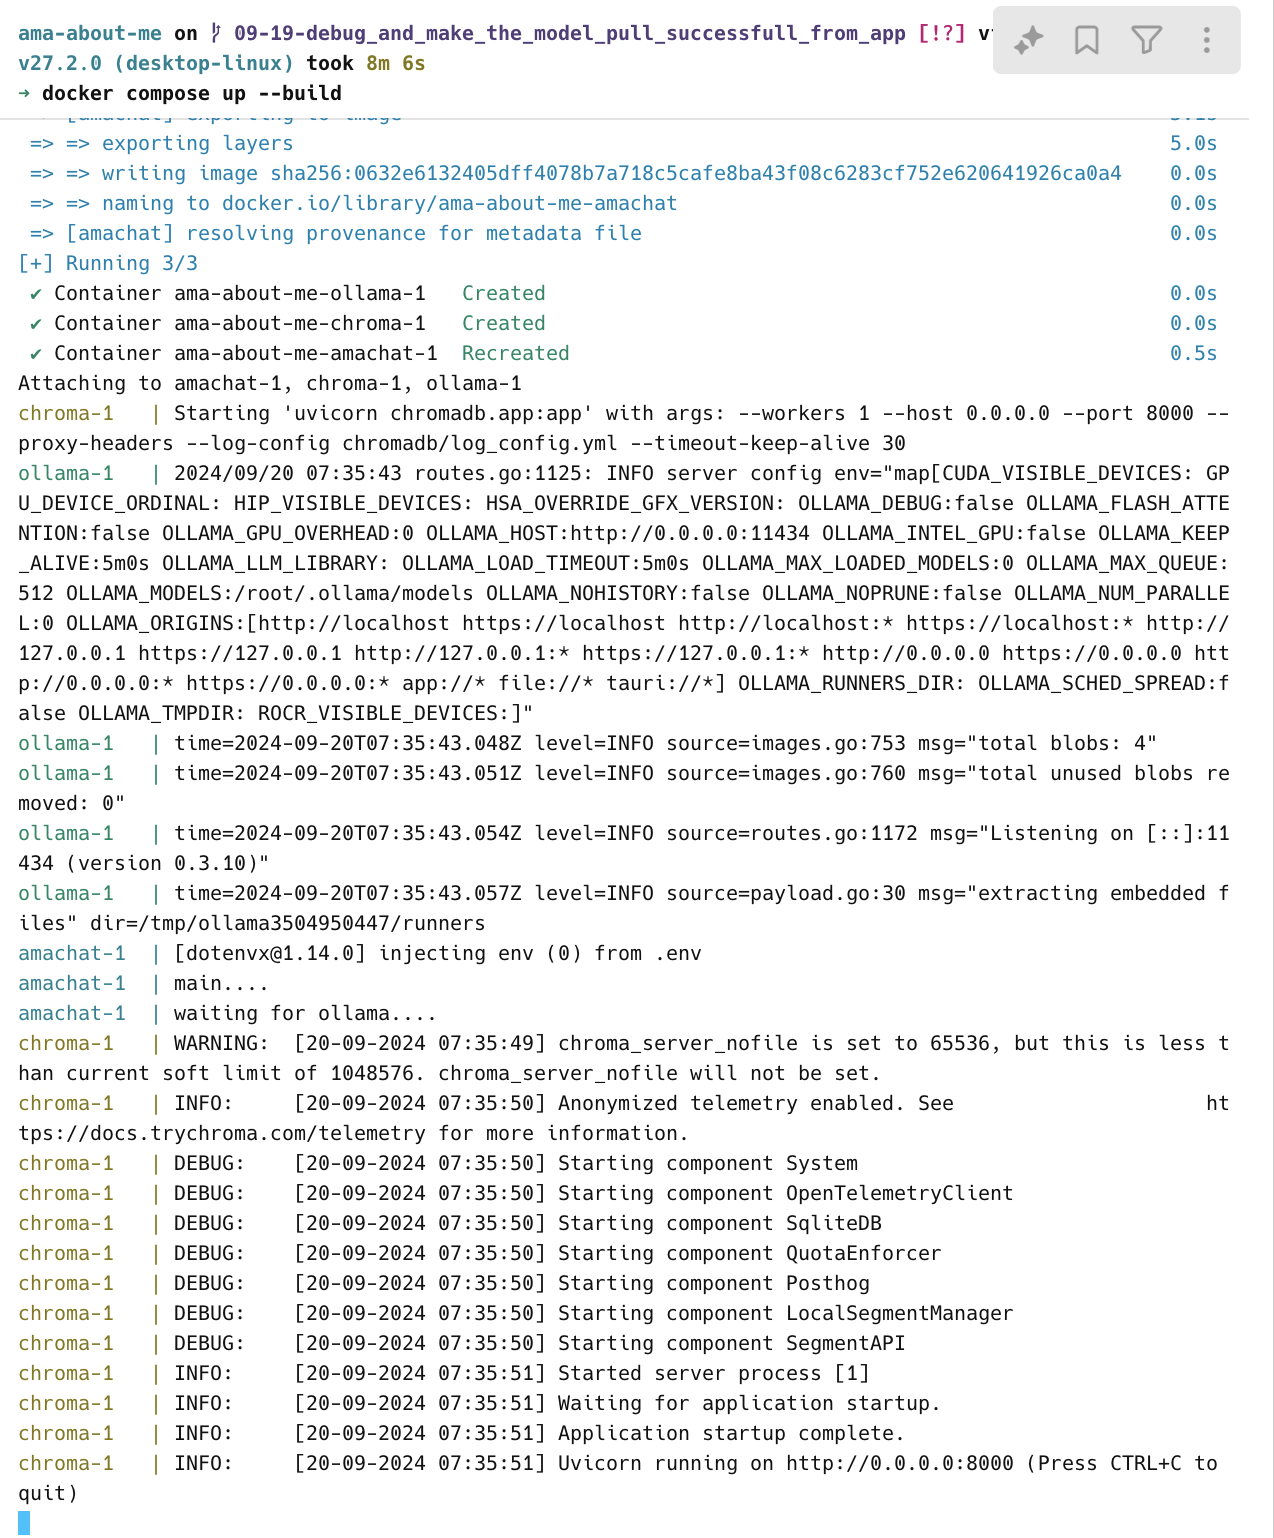 ama-about-me on 09-19-debug_and_make_the_model_pull_successfull_from_app [!?]
v27.2.0 (desktop-linux) took 8m 6s
→ docker compose up --build
=> => exporting layers 5.0s
=> => writing image sha256:0632e6132405dff4078b7a718c5cafe8ba43f08c6283cf752e620641926ca0a4 0.0s
=> => naming to docker.io/library/ama-about-me-amachat 0.0s
=> [amachat] resolving provenance for metadata file 0.0s
[+] Running 3/3
✔ Container ama-about-me-ollama-1 Created 0.0s
✔ Container ama-about-me-chroma-1 Created 0.0s
✔ Container ama-about-me-amachat-1 Recreated 0.5s
Attaching to amachat-1, chroma-1, ollama-1
chroma-1 | Starting 'uvicorn chromadb.app:app' with args: --workers 1 --host 0.0.0.0 --port 8000 --
proxy-headers --log-config chromadb/log_config.yml --timeout-keep-alive 30
ollama-1 | 2024/09/20 07:35:43 routes.go:1125: INFO server config env="map[CUDA_VISIBLE_DEVICES: GP
U_DEVICE_ORDINAL: HIP_VISIBLE_DEVICES: HSA_OVERRIDE_GFX_VERSION: OLLAMA_DEBUG:false OLLAMA_FLASH_ATTE
NTION:false OLLAMA_GPU_OVERHEAD:0 OLLAMA_HOST:http://0.0.0.0:11434 OLLAMA_INTEL_GPU:false OLLAMA_KEEP
_ALIVE:5m0s OLLAMA_LLM_LIBRARY: OLLAMA_LOAD_TIMEOUT:5m0s OLLAMA_MAX_LOADED_MODELS:0 OLLAMA_MAX_QUEUE:
512 OLLAMA_MODELS:/root/.ollama/models OLLAMA_NOHISTORY:false OLLAMA_NOPRUNE:false OLLAMA_NUM_PARALLE
L:0 OLLAMA_ORIGINS:[http://localhost https://localhost http://localhost:* https://localhost:* http://
127.0.0.1 https://127.0.0.1 http://127.0.0.1:* https://127.0.0.1:* http://0.0.0.0 https://0.0.0.0 htt
p://0.0.0.0:* https://0.0.0.0:* app://* file://* tauri://*] OLLAMA_RUNNERS_DIR: OLLAMA_SCHED_SPREAD:f
alse OLLAMA_TMPDIR: ROCR_VISIBLE_DEVICES:]"
ollama-1 | time=2024-09-20T07:35:43.048Z level=INFO source=images.go:753 msg="total blobs: 4"
ollama-1 | time=2024-09-20T07:35:43.051Z level=INFO source=images.go:760 msg="total unused blobs re
moved: 0"
ollama-1 | time=2024-09-20T07:35:43.054Z level=INFO source=routes.go:1172 msg="Listening on [::]:11
434 (version 0.3.10)"
ollama-1 | time=2024-09-20T07:35:43.057Z level=INFO source=payload.go:30 msg="extracting embedded f
iles" dir=/tmp/ollama3504950447/runners
amachat-1 | [dotenvx@1.14.0] injecting env (0) from .env
amachat-1 | main....
amachat-1 | waiting for ollama....
chroma-1 | WARNING: [20-09-2024 07:35:49] chroma_server_nofile is set to 65536, but this is less t
han current soft limit of 1048576. chroma_server_nofile will not be set.
chroma-1 | INFO: [20-09-2024 07:35:50] Anonymized telemetry enabled. See ht
tps://docs.trychroma.com/telemetry for more information.
chroma-1 | DEBUG: [20-09-2024 07:35:50] Starting component System
chroma-1 | DEBUG: [20-09-2024 07:35:50] Starting component OpenTelemetryClient
chroma-1 | DEBUG: [20-09-2024 07:35:50] Starting component SqliteDB
chroma-1 | DEBUG: [20-09-2024 07:35:50] Starting component QuotaEnforcer
chroma-1 | DEBUG: [20-09-2024 07:35:50] Starting component Posthog
chroma-1 | DEBUG: [20-09-2024 07:35:50] Starting component LocalSegmentManager
chroma-1 | DEBUG: [20-09-2024 07:35:50] Starting component SegmentAPI
chroma-1 | INFO: [20-09-2024 07:35:51] Started server process [1]
chroma-1 | INFO: [20-09-2024 07:35:51] Waiting for application startup.
chroma-1 | INFO: [20-09-2024 07:35:51] Application startup complete.
chroma-1 | INFO: [20-09-2024 07:35:51] Uvicorn running on http://0.0.0.0:8000 (Press CTRL+C to
quit)